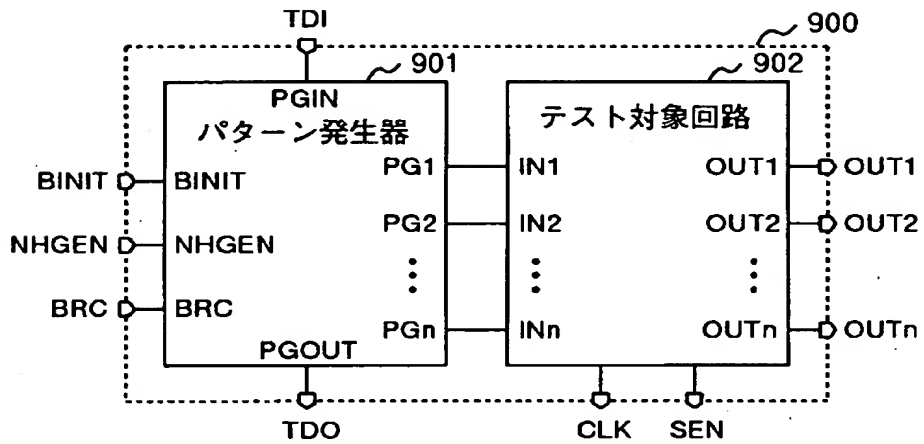 TDI
900
901
902
PGIN
パターン発生器
テスト対象回路
PG1
IN1
OUT1
OUT1
BINIT
BINIT
PG2
IN2
OUT2
OUT2
NHGEN
NHGEN
BRC
BRC
PGn
INn
OUTn
OUTn
PGOUT
TDO
CLK
SEN